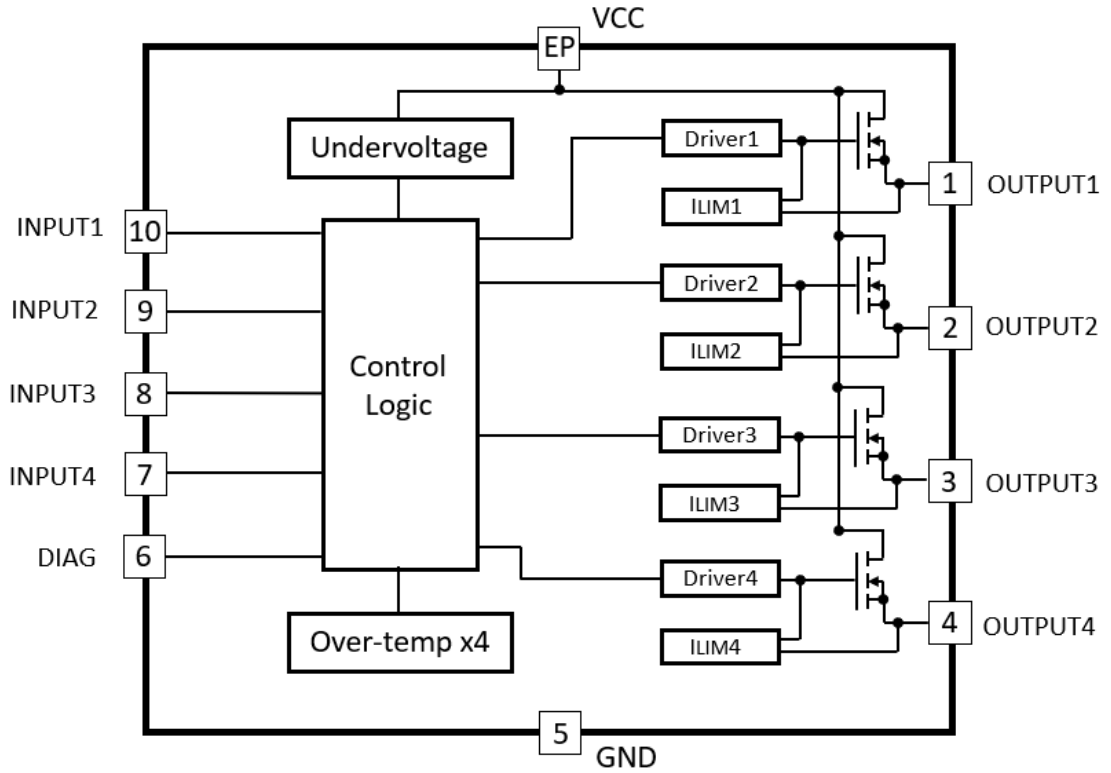 VCC
EP
Undervoltage
Driver1
ILIM1
1 OUTPUT1
INPUT1 10
INPUT2 9
Driver2
ILIM2
2 OUTPUT2
Control
Logic
INPUT3 8
INPUT4 7
Driver3
ILIM3
3 OUTPUT3
DIAG 6
Driver4
ILIM4
4 OUTPUT4
Over-temp x4
5
GND